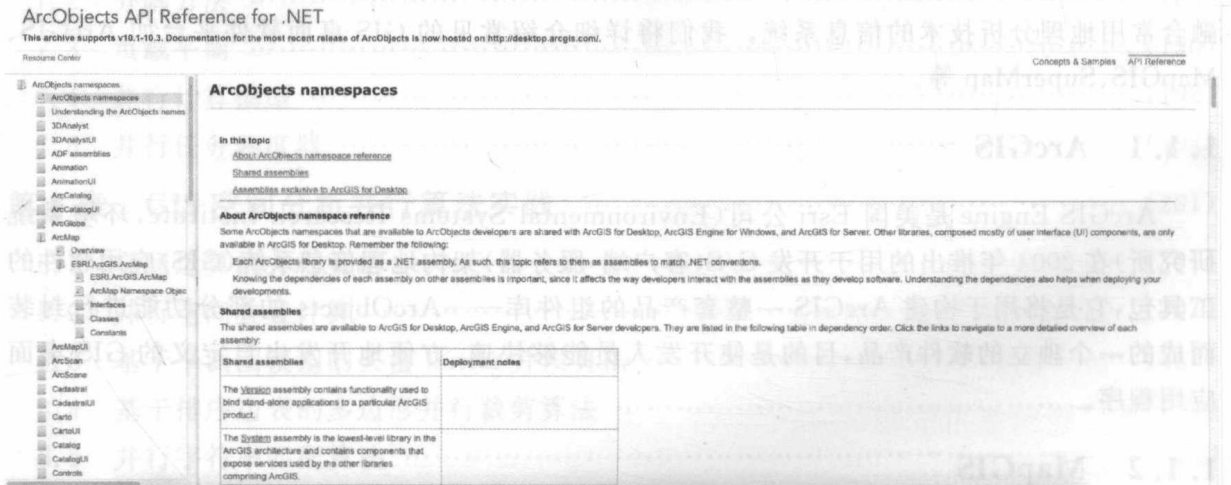 ArcObjects API Reference for .NET
This archive supports v10.1-10.3. Documentation for the most recent release of ArcObjects is now hosted on http://desktop.arcgis.com/.
Resource Center
Concepts & Samples API Reference
ArcObjects namespaces
ArcObjects namespaces
Understanding the ArcObjects names
3DAnalyst
3DAnalystUI
ADF assemblies
Animation
AnimationUI
ArcCatalog
ArcCatalogUI
ArcGlobe
ArcMap
Overview
ESRI.ArcGIS.ArcMap
ESRI.ArcGIS.ArcMap
ArcMap Namespace Objec
Interfaces
Classes
Constants
ArcMapUI
ArcScene
Cadastral
CadastralUI
Carto
CartoUI
Catalog
CatalogUI
Controls
ArcObjects namespaces
In this topic
About ArcObjects namespace reference
Shared assemblies
Assemblies exclusive to ArcGIS for Desktop
About ArcObjects namespace reference
Some ArcObjects namespaces that are available to ArcObjects developers are shared with ArcGIS for Desktop, ArcGIS Engine for Windows, and ArcGIS for Server. Other libraries, composed mostly of user interface (UI) components, are only
available in ArcGIS for Desktop. Remember the following:
Each ArcObjects library is provided as a .NET assembly. As such, this topic refers to them as assemblies and is tailored to .NET developers.
Knowing the dependencies of each assembly on other assemblies is important, since it affects the way developers interact with the assemblies as they develop software. Understanding the dependencies also helps when deploying your
developments.
Shared assemblies
The shared assemblies are available to ArcGIS for Desktop, ArcGIS Engine, and ArcGIS for Server developers. They are listed in the following table in dependency order. Click the links to navigate to a more detailed overview of each
assembly:
Deployment notes
The Version assembly contains functionality used to
bind stand-alone applications to a particular ArcGIS
product.
The System assembly is the lowest-level library in the
ArcGIS architecture and contains components that
expose services used by the other libraries
comprising ArcGIS.